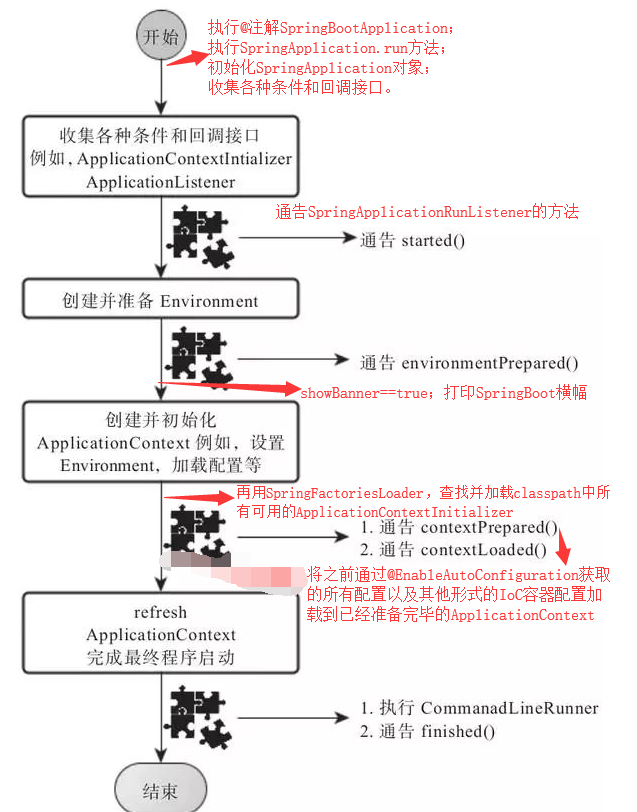 开始
执行@注解SpringBootApplication;
执行SpringApplication.run方法;
初始化SpringApplication对象;
收集各种条件和回调接口。
收集各种条件和回调接口
例如, ApplicationContextIntializer
ApplicationListener
通告SpringApplicationRunListener的方法
通告 started()
创建并准备 Environment
通告 environmentPrepared()
showBanner==true; 打印SpringBoot横幅
创建并初始化
ApplicationContext 例如, 设置
Environment, 加载配置等
再用SpringFactoriesLoader, 查找并加载classpath中所
有可用的ApplicationContextInitializer
1. 通告 contextPrepared()
2. 通告 contextLoaded()
将之前通过@EnableAutoConfiguration获取
的所有配置以及其他形式的IoC容器配置加
载到已经准备完毕的ApplicationContext
refresh
ApplicationContext
完成最终程序启动
1. 执行 CommanadLineRunner
2. 通告 finished()
结束